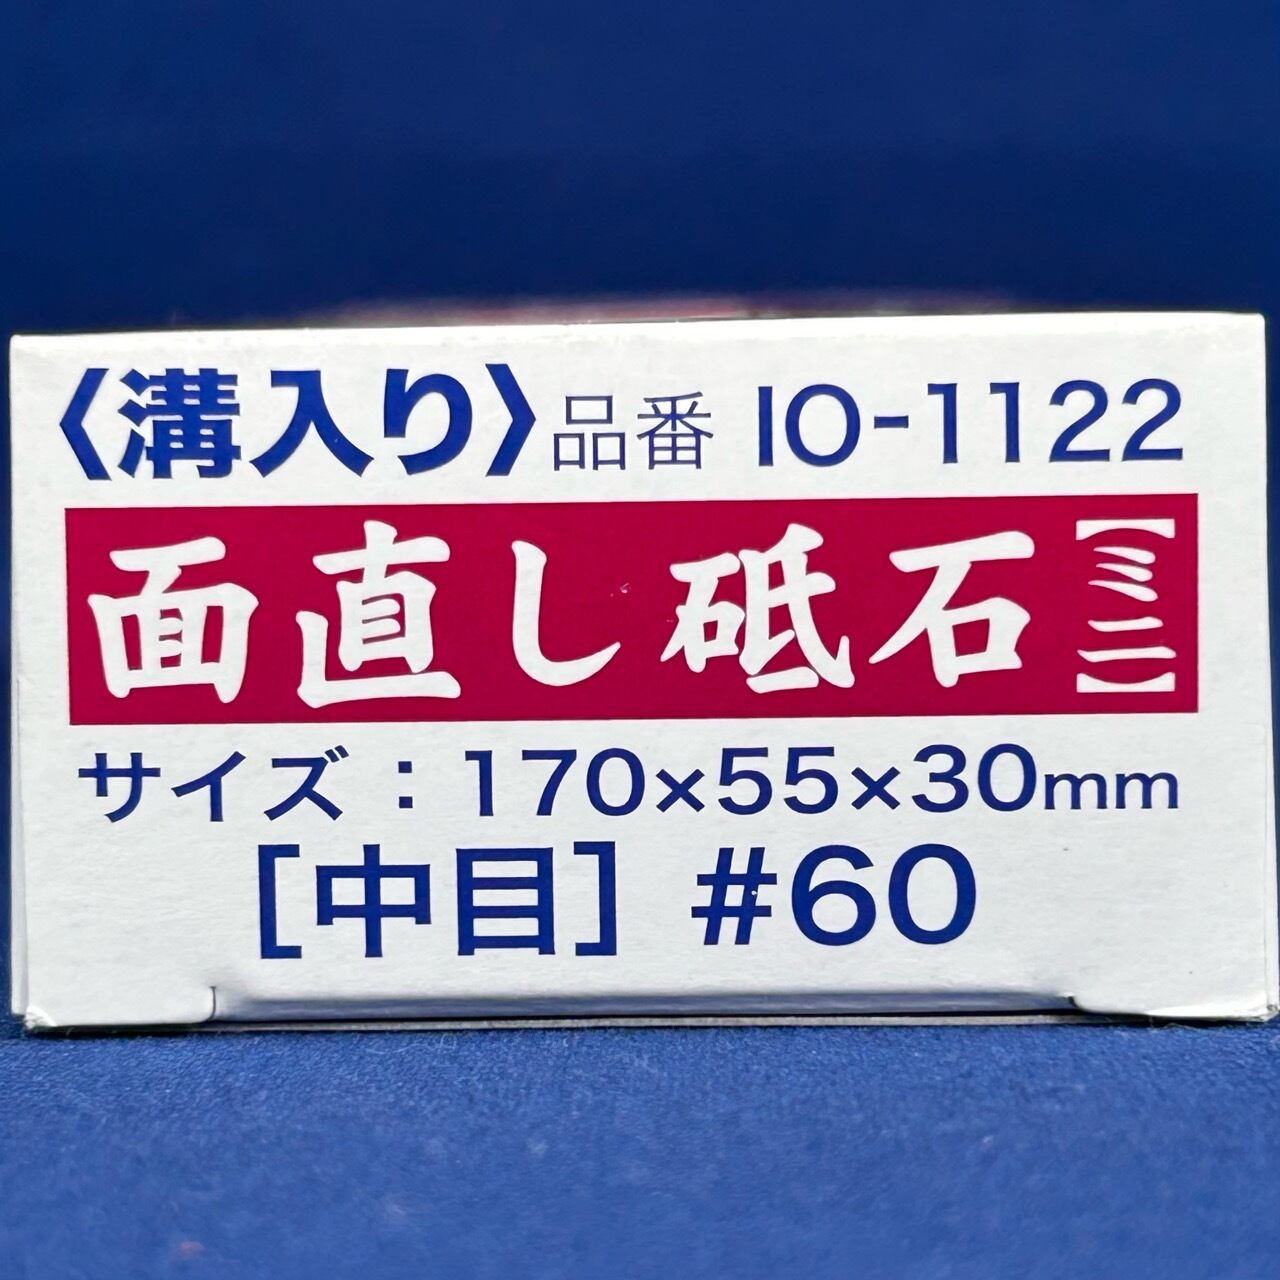 〈溝入り〉品番 IO-1122
面直し砥石【ミニ】
サイズ：170×55×30mm
［中目］ #60